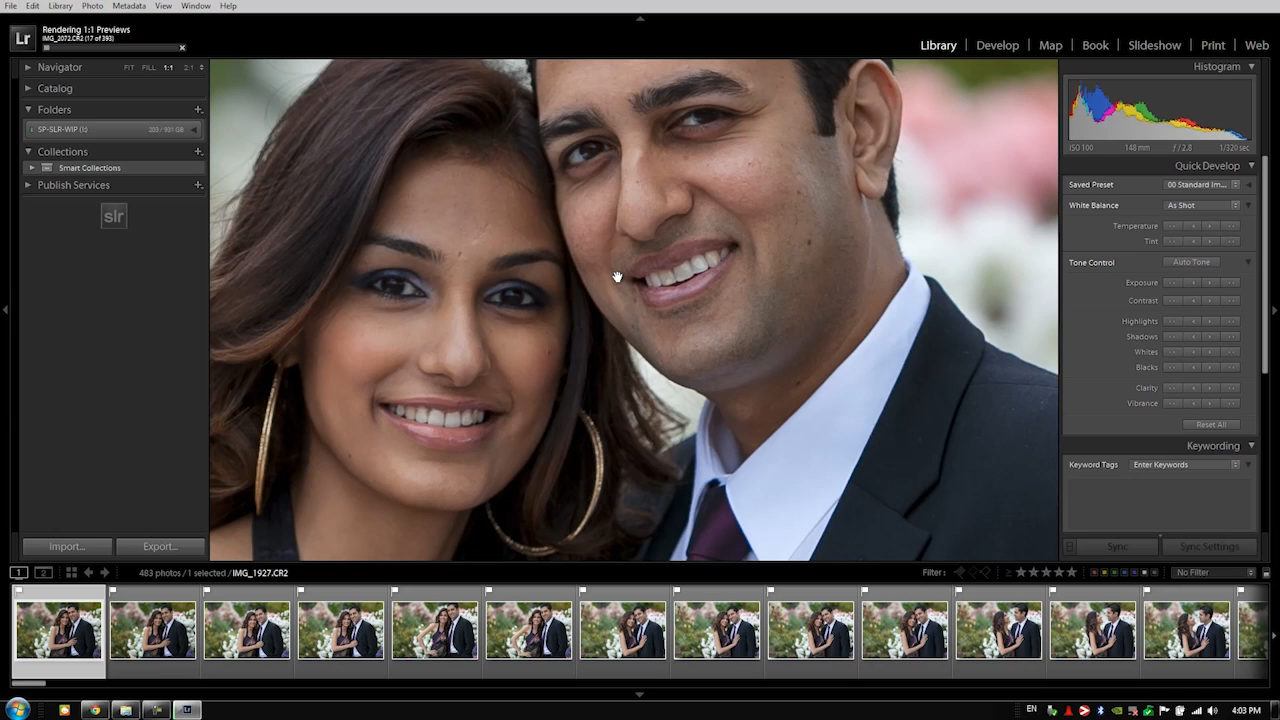 File Edit Library Photo Metadata View Window Help
Lr
Rendering 1:1 Previews
IMG_2072.CR2 (17 of 393)
Library | Develop | Map | Book | Slideshow | Print | Web
Navigator FIT FILL 1:1 2:1
Catalog
Folders
SP-SLR-WIP (I:) 203 / 931 GB
Collections
Smart Collections
Publish Services
slr
Import... Export...
Histogram
ISO 100 148 mm ƒ / 2.8 1/320 sec
Quick Develop
Saved Preset 00 Standard Im...
White Balance As Shot
Temperature
Tint
Tone Control Auto Tone
Exposure
Contrast
Highlights
Shadows
Whites
Blacks
Clarity
Vibrance
Reset All
Keywording
Keyword Tags Enter Keywords
Sync Sync Settings
1 2 483 photos / 1 selected / IMG_1927.CR2 Filter : No Filter
Lr EN 4:03 PM